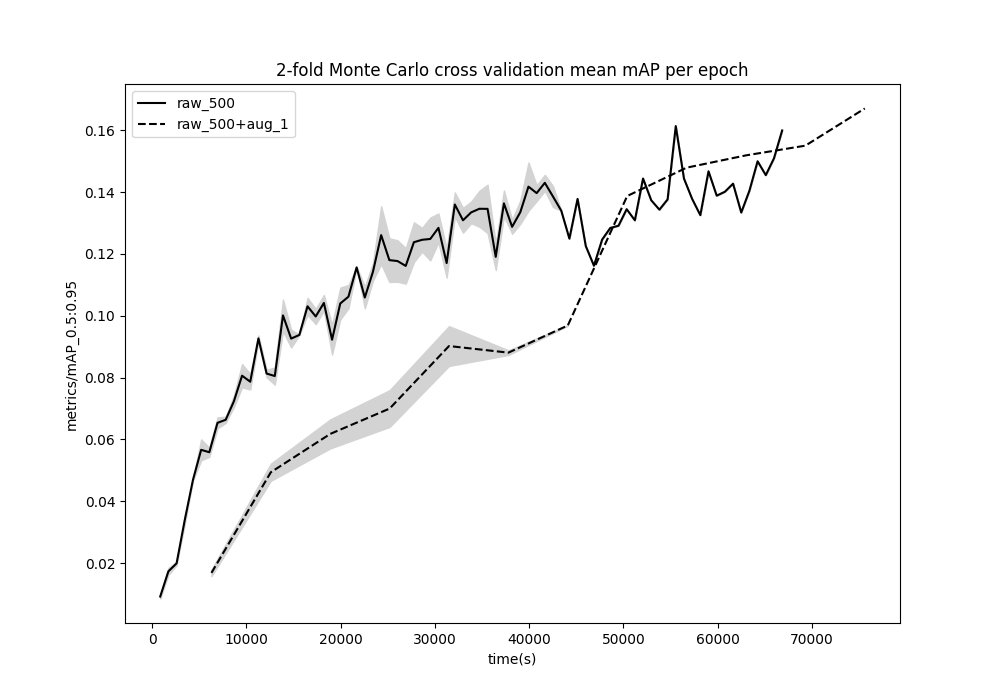 2-fold Monte Carlo cross validation mean mAP per epoch
raw_500
raw_500+aug_1
metrics/mAP_0.5:0.95
0.16
0.14
0.12
0.10
0.08
0.06
0.04
0.02
0 10000 20000 30000 40000 50000 60000 70000
time(s)